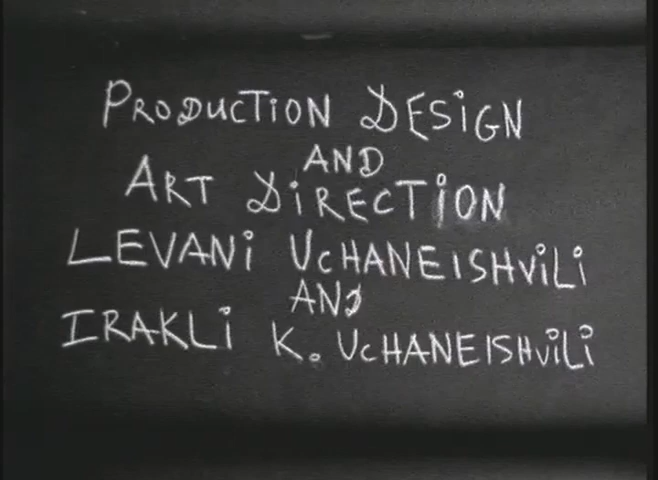 PRODUCTION DESiGN
AND
ART DiRECTiON
LEVANi UCHANEISHViLi
AND
IRAKLi K. UCHANEISHViLi